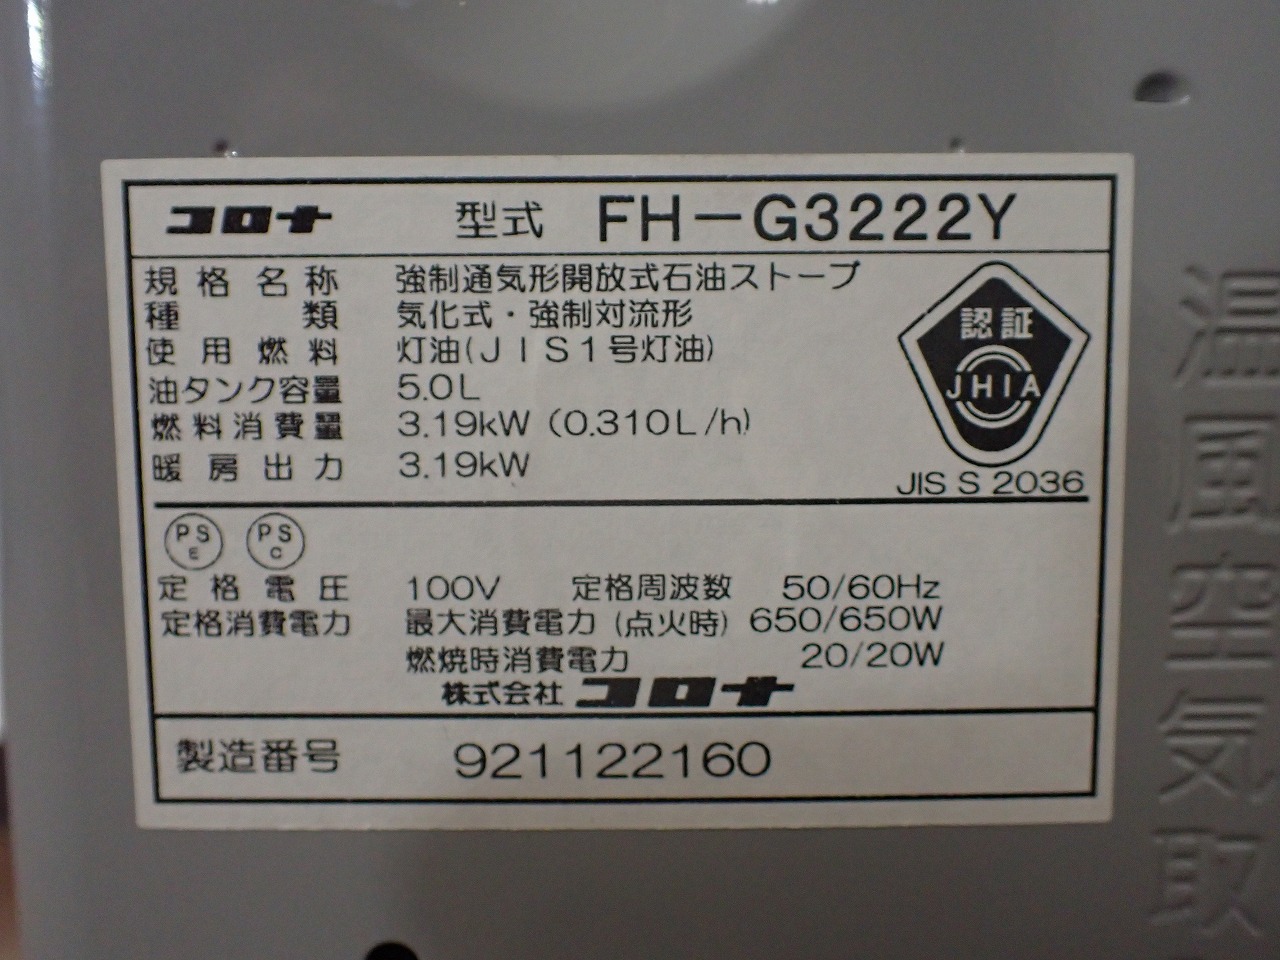 コロナ 型式 FH-G3222Y
規格名称 強制通気形開放式石油ストーブ
種類 気化式・強制対流形
使用燃料 灯油(JIS1号灯油)
油タンク容量 5.0L
燃料消費量 3.19kW (0.310L/h)
暖房出力 3.19kW
認証
JHIA
JIS S 2036
PSE PSC
定格電圧 100V 定格周波数 50/60Hz
定格消費電力 最大消費電力 (点火時) 650/650W
燃焼時消費電力 20/20W
株式会社 コロナ
製造番号 921122160
温風空気取